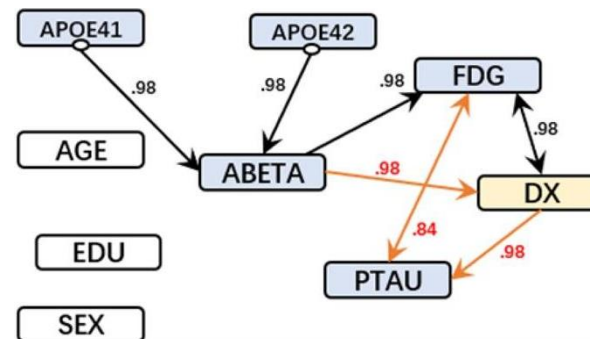 APOE41
APOE42
.98
.98
.98
FDG
AGE
.98
ABETA
.98
DX
EDU
.84
.98
PTAU
SEX